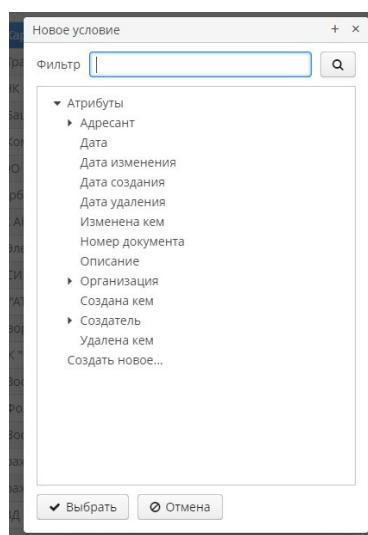 Новое условие
Фильтр
Атрибуты
Адресант
Дата
Дата изменения
Дата создания
Дата удаления
Изменена кем
Номер документа
Описание
Организация
Создана кем
Создатель
Удалена кем
Создать новое...
Выбрать
Отмена